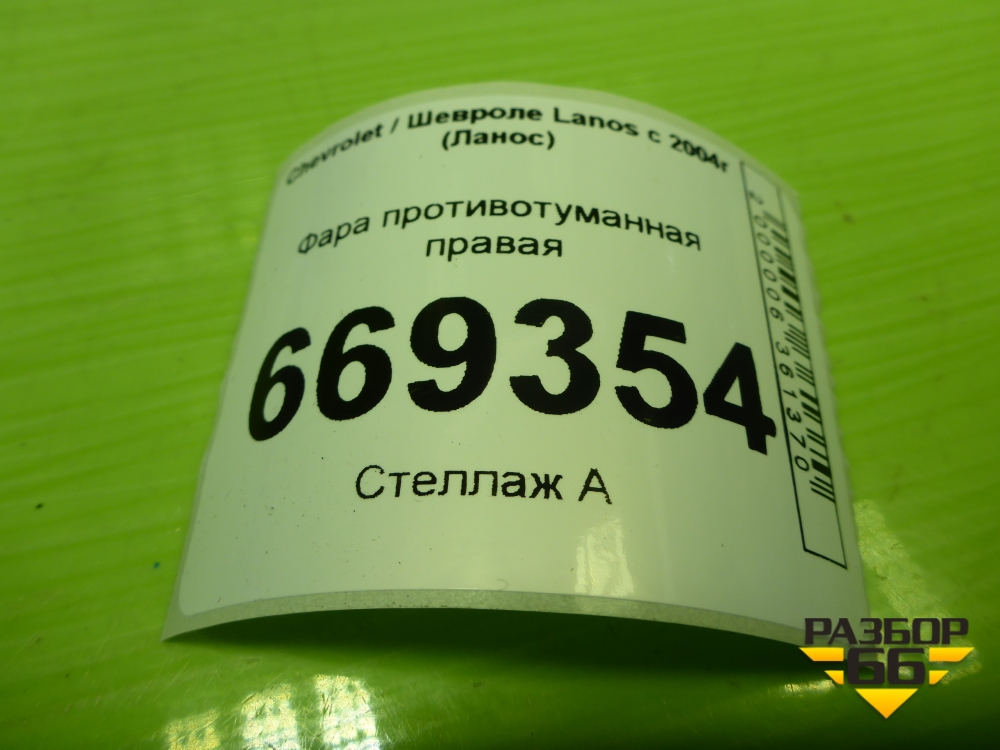 Chevrolet / Шевроле Lanos с 2004г
(Ланос)
Фара противотуманная
правая
669354
Стеллаж А
2000006361370
РАЗБОР
66